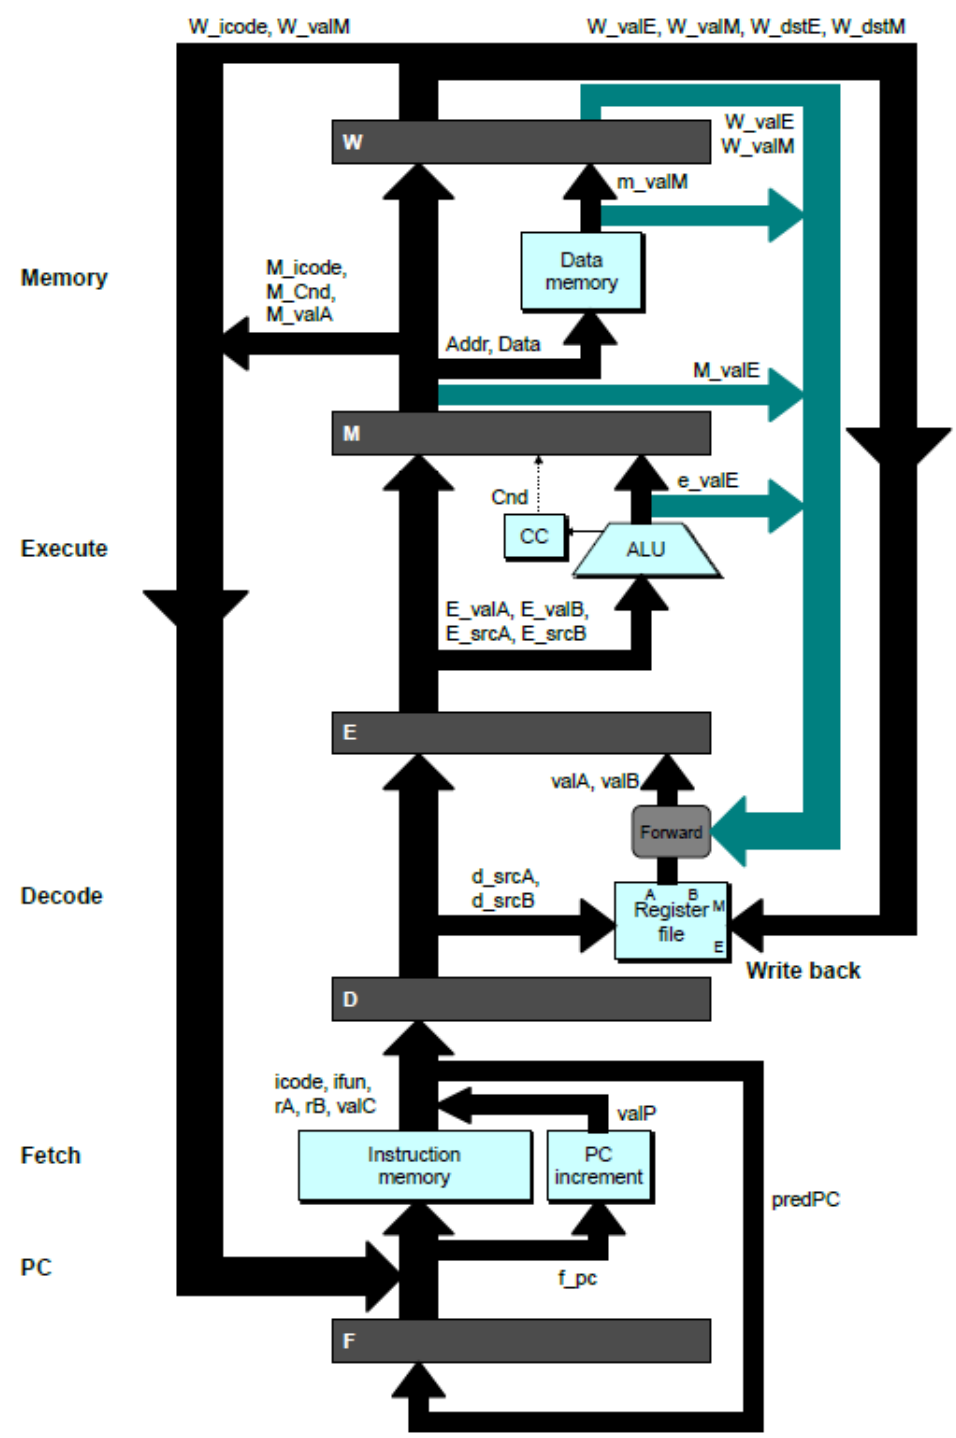 W_icode, W_valM
W_valE, W_valM, W_dstE, W_dstM
W
W_valE
W_valM
m_valM
Data
memory
Memory
M_icode,
M_Cnd,
M_valA
Addr, Data
M_valE
M
e_valE
Cnd
CC
ALU
Execute
E_valA, E_valB,
E_srcA, E_srcB
E
valA, valB
Forward
d_srcA,
d_srcB
Decode
A
B
M
Register
file
E
Write back
D
icode, ifun,
rA, rB, valC
valP
Fetch
Instruction
memory
PC
increment
predPC
PC
f_pc
F